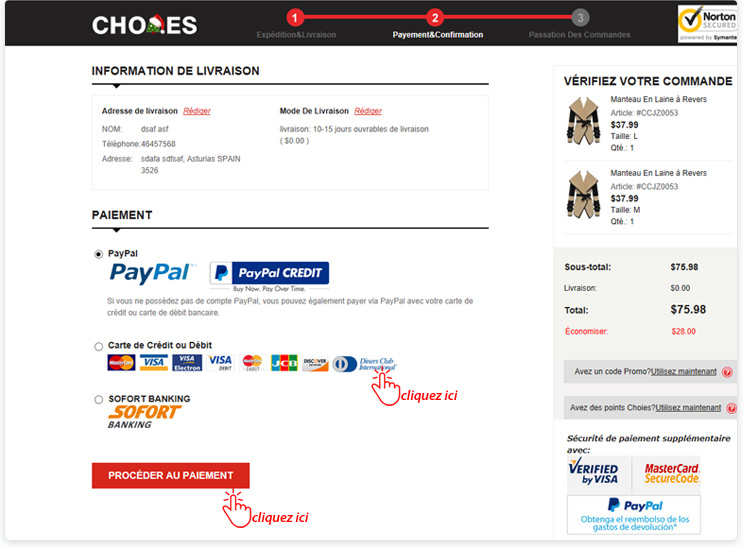 CHOIES
1
2
3
Expédition&Livraison
Payement&Confirmation
Passation Des Commandes
Norton
SECURED
powered by Symante
INFORMATION DE LIVRAISON
Adresse de livraison Rédiger
NOM: dsaf asf
Téléphone:46457568
Adresse: sdafa sdfsaf, Asturias SPAIN
3526
Mode De Livraison Rédiger
livraison: 10-15 jours ouvrables de livraison
( $0.00 )
PAIEMENT
PayPal
PayPal
PayPal CREDIT
Buy Now. Pay Over Time.
Si vous ne possèdez pas de compte PayPal, vous pouvez également payer via PayPal avec votre carte de
crédit ou carte de débit bancaire.
Carte de Crédit ou Débit
MasterCard VISA VISA Electron VISA DEBIT MasterCard DEBIT JCB DISCOVER Diners Club International
cliquez ici
SOFORT BANKING
SOFORT
BANKING
PROCÉDER AU PAIEMENT
cliquez ici
VÉRIFIEZ VOTRE COMMANDE
Manteau En Laine à Revers
Article: #CCJZ0053
$37.99
Taille: L
Qté.: 1
Manteau En Laine à Revers
Article: #CCJZ0053
$37.99
Taille: M
Qté.: 1
Sous-total: $75.98
Livraison: $0.00
Total: $75.98
Économiser: $28.00
Avez un code Promo?Utilisez maintenant ?
Avez des points Choies?Utilisez maintenant ?
Sécurité de paiement supplémentaire
avec:
VERIFIED
by VISA
MasterCard
SecureCode
PayPal
Obtenga el reembolso de los
gastos de devolución*